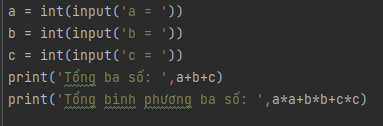 a = int(input('a = '))
b = int(input('b = '))
c = int(input('c = '))
print('Tổng ba số: ',a+b+c)
print('Tổng bình phương ba số: ',a*a+b*b+c*c)